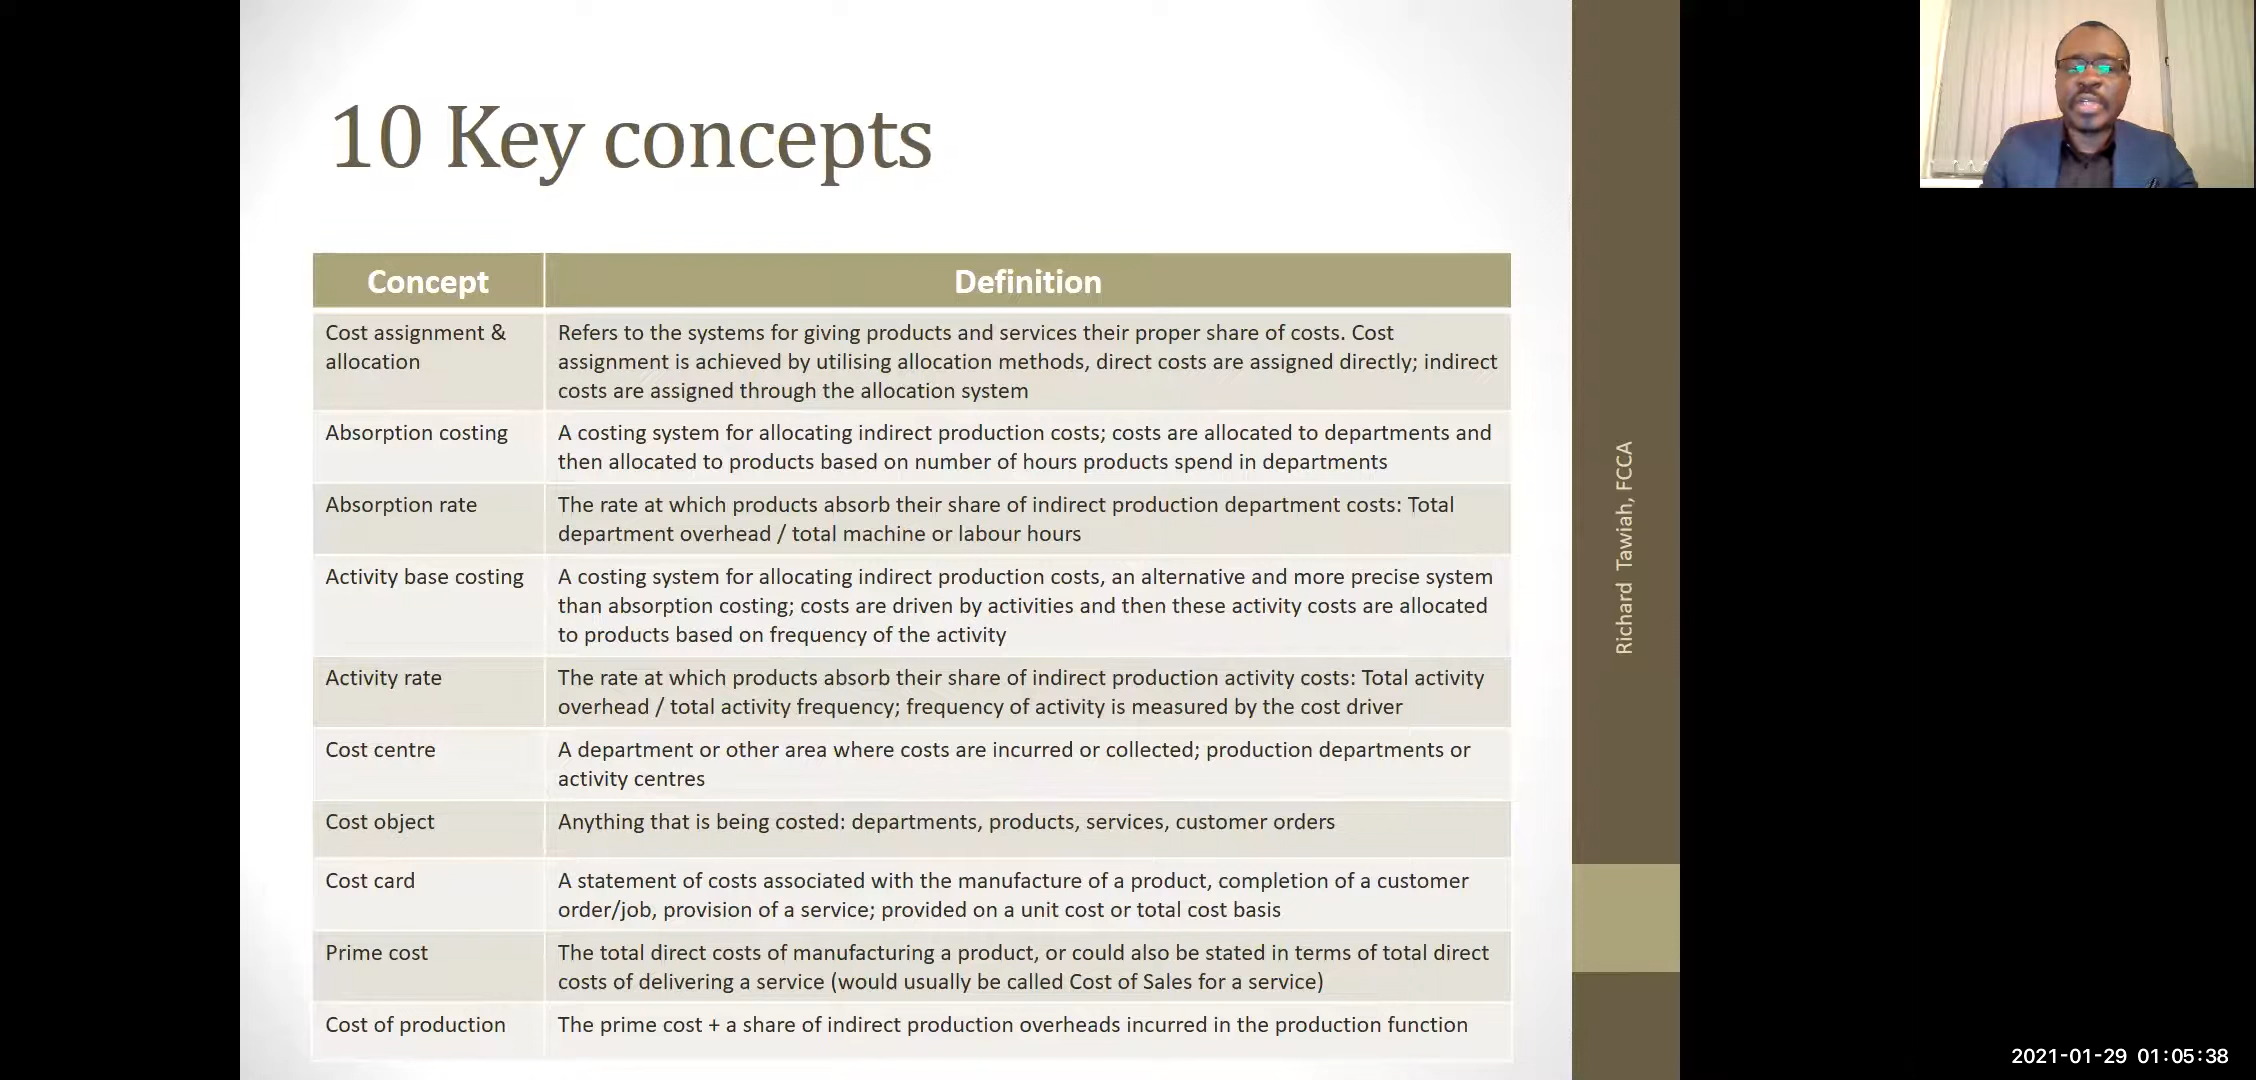 10 Key concepts
Concept
Definition
Cost assignment &
allocation
Refers to the systems for giving products and services their proper share of costs. Cost
assignment is achieved by utilising allocation methods, direct costs are assigned directly; indirect
costs are assigned through the allocation system
Absorption costing
A costing system for allocating indirect production costs; costs are allocated to departments and
then allocated to products based on number of hours products spend in departments
Absorption rate
The rate at which products absorb their share of indirect production department costs: Total
department overhead / total machine or labour hours
Activity base costing
A costing system for allocating indirect production costs, an alternative and more precise system
than absorption costing; costs are driven by activities and then these activity costs are allocated
to products based on frequency of the activity
Activity rate
The rate at which products absorb their share of indirect production activity costs: Total activity
overhead / total activity frequency; frequency of activity is measured by the cost driver
Cost centre
A department or other area where costs are incurred or collected; production departments or
activity centres
Cost object
Anything that is being costed: departments, products, services, customer orders
Cost card
A statement of costs associated with the manufacture of a product, completion of a customer
order/job, provision of a service; provided on a unit cost or total cost basis
Prime cost
The total direct costs of manufacturing a product, or could also be stated in terms of total direct
costs of delivering a service (would usually be called Cost of Sales for a service)
Cost of production
The prime cost + a share of indirect production overheads incurred in the production function
Richard Tawiah, FCCA
2021-01-29 01:05:38